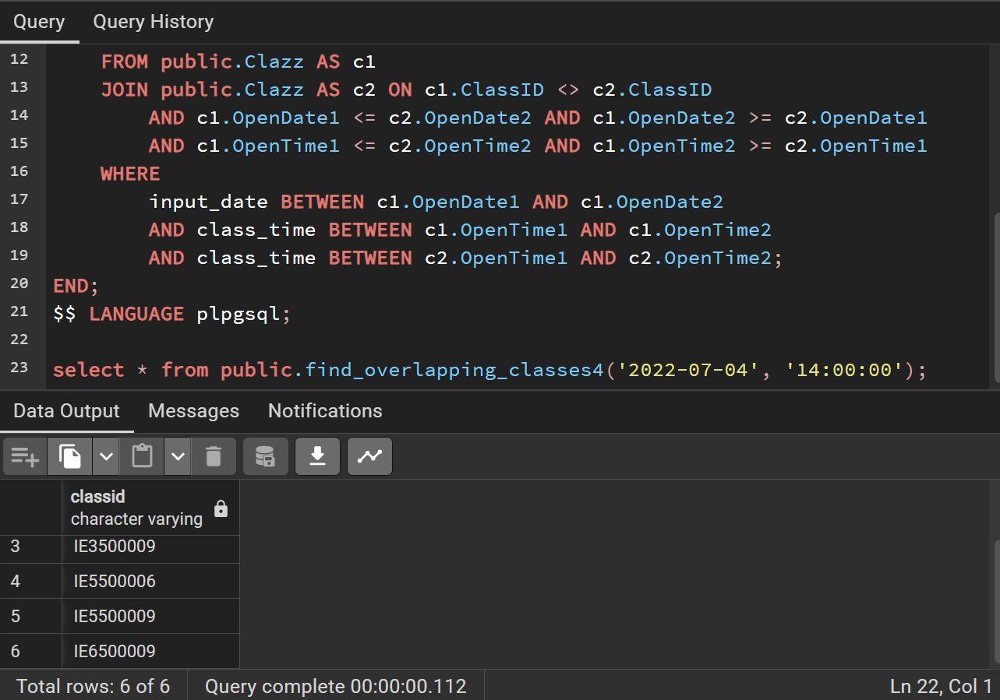 Query Query History
12 FROM public.Clazz AS c1
13 JOIN public.Clazz AS c2 ON c1.ClassID <> c2.ClassID
14 AND c1.OpenDate1 <= c2.OpenDate2 AND c1.OpenDate2 >= c2.OpenDate1
15 AND c1.OpenTime1 <= c2.OpenTime2 AND c1.OpenTime2 >= c2.OpenTime1
16 WHERE
17 input_date BETWEEN c1.OpenDate1 AND c1.OpenDate2
18 AND class_time BETWEEN c1.OpenTime1 AND c1.OpenTime2
19 AND class_time BETWEEN c2.OpenTime1 AND c2.OpenTime2;
20 END;
21 $$ LANGUAGE plpgsql;
22
23 select * from public.find_overlapping_classes4('2022-07-04', '14:00:00');
Data Output Messages Notifications
classid
character varying
3 IE3500009
4 IE5500006
5 IE5500009
6 IE6500009
Total rows: 6 of 6 Query complete 00:00:00.112 Ln 22, Col 1